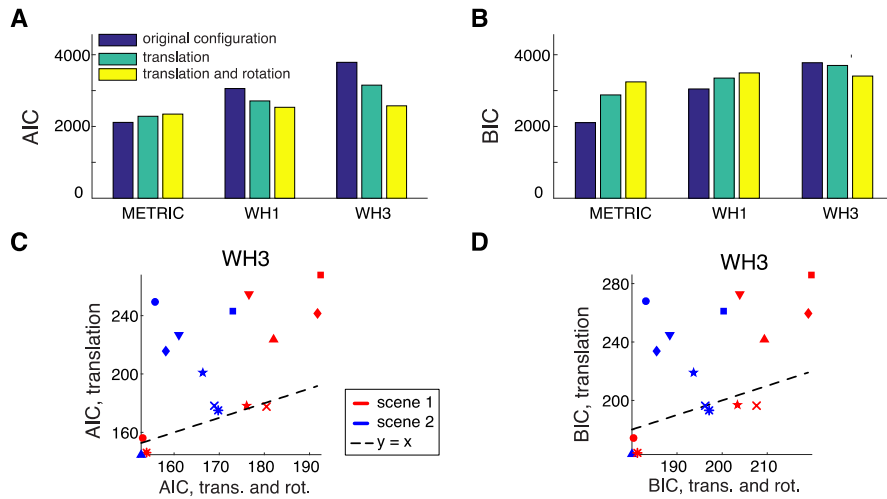 A
B
original configuration
translation
translation and rotation
AIC
4000
2000
0
METRIC WH1 WH3
BIC
4000
2000
0
METRIC WH1 WH3
C
WH3
AIC, translation
240
200
160
160 170 180 190
AIC, trans. and rot.
scene 1
scene 2
y = x
D
WH3
BIC, translation
280
240
200
190 200 210
BIC, trans. and rot.